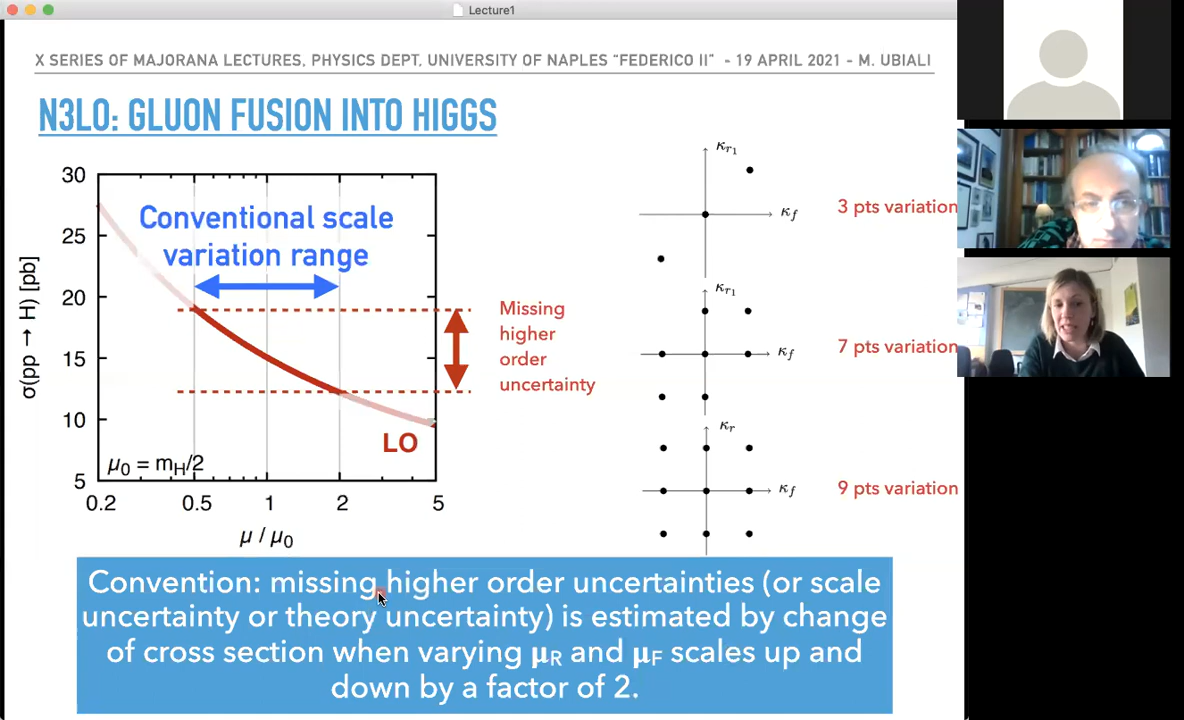 Lecture1
X SERIES OF MAJORANA LECTURES, PHYSICS DEPT, UNIVERSITY OF NAPLES "FEDERICO II" - 19 APRIL 2021 - M. UBIALI
N3LO: GLUON FUSION INTO HIGGS
σ(pp → H) [pb]
30
25
20
15
10
5
Conventional scale
variation range
LO
μ0 = mH/2
0.2 0.5 1 2 5
μ / μ0
Missing
higher
order
uncertainty
κr1
κf
3 pts variation
κr1
κf
7 pts variation
κr
κf
9 pts variation
Convention: missing higher order uncertainties (or scale
uncertainty or theory uncertainty) is estimated by change
of cross section when varying μR and μF scales up and
down by a factor of 2.